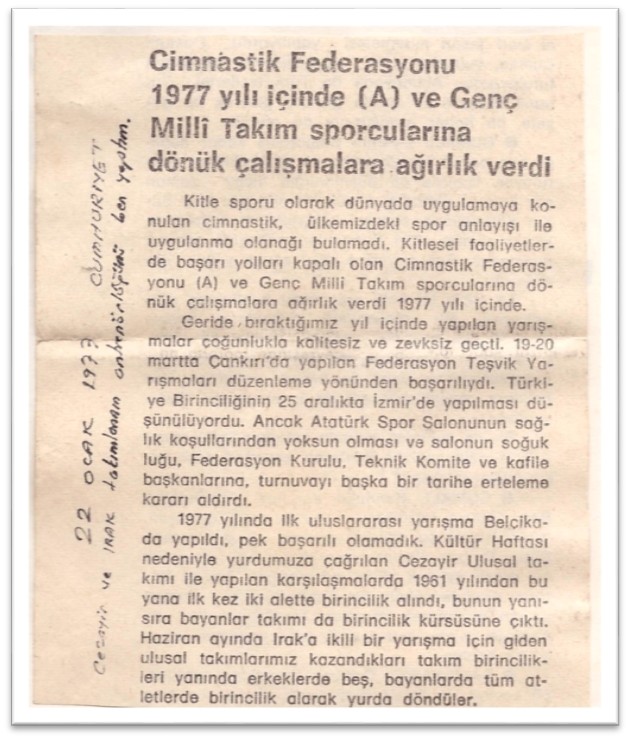 Cimnastik Federasyonu
1977 yılı içinde (A) ve Genç
Millî Takım sporcularına
dönük çalışmalara ağırlık verdi
Kitle sporu olarak dünyada uygulamaya ko-
nulan cimnastik, ülkemizdeki spor anlayışı ile
uygulanma olanağı bulamadı. Kitlesel faaliyetler-
de başarı yolları kapalı olan Cimnastik Federas-
yonu (A) ve Genç Milli Takım sporcularına dö-
nük çalışmalara ağırlık verdi 1977 yılı içinde.
Geride bıraktığımız yıl içinde yapılan yarış-
malar çoğunlukla kalitesiz ve zevksiz geçti. 19-20
martta Çankırı'da yapılan Federasyon Teşvik Ya-
rışmaları düzenleme yönünden başarılıydı. Türki-
ye Birinciliğinin 25 aralıkta İzmir'de yapılması dü-
şünülüyordu. Ancak Atatürk Spor Salonunun sağ-
lık koşullarından yoksun olması ve salonun soğuk
luğu, Federasyon Kurulu, Teknik Komite ve kafile
başkanlarına, turnuvayı başka bir tarihe erteleme
kararı aldırdı.
1977 yılında ilk uluslararası yarışma Belçika-
da yapıldı, pek başarılı olamadık. Kültür Haftası
nedeniyle yurdumuza çağrılan Cezayir Ulusal ta-
kımı ile yapılan karşılaşmalarda 1961 yılından bu
yana ilk kez iki alette birincilik alındı, bunun yanı-
sıra bayanlar takımı da birincilik kürsüsüne çıktı.
Haziran ayında Irak'a ikili bir yarışma için giden
ulusal takımlarımız kazandıkları takım birincilik-
leri yanında erkeklerde beş, bayanlarda tüm at-
letlerde birincilik alarak yurda döndüler.
22 OCAK 1977 CUMHURİYET
Cezayir ve IRAK takımlarının antrenörlüğünü ben yaptım.